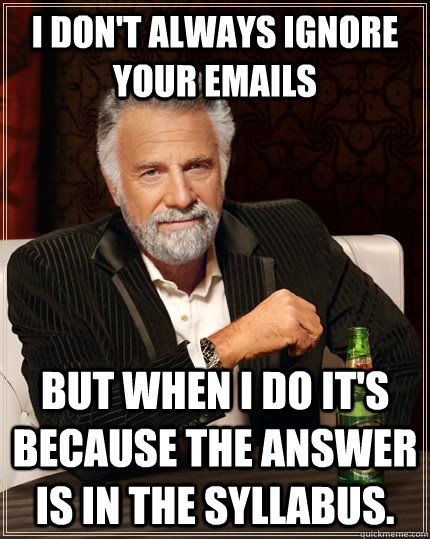 I DON'T ALWAYS IGNORE
YOUR EMAILS
BUT WHEN I DO IT'S
BECAUSE THE ANSWER
IS IN THE SYLLABUS.
quickmeme.com